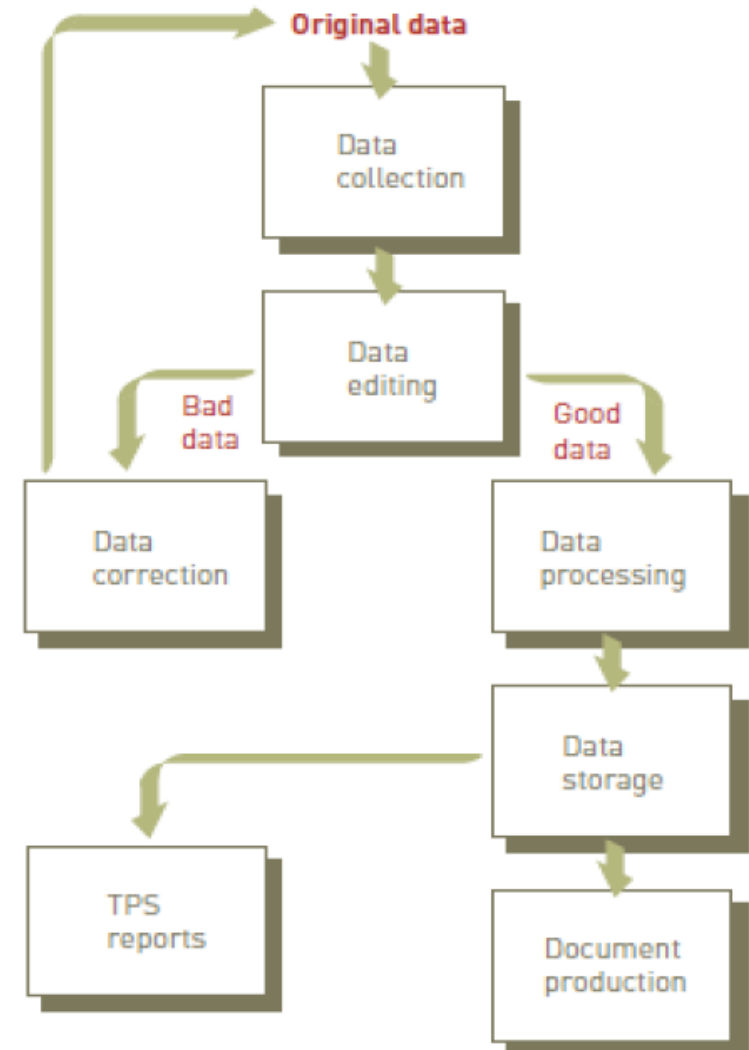 Original data
Data
collection
Data
editing
Bad
data
Good
data
Data
correction
Data
processing
Data
storage
TPS
reports
Document
production